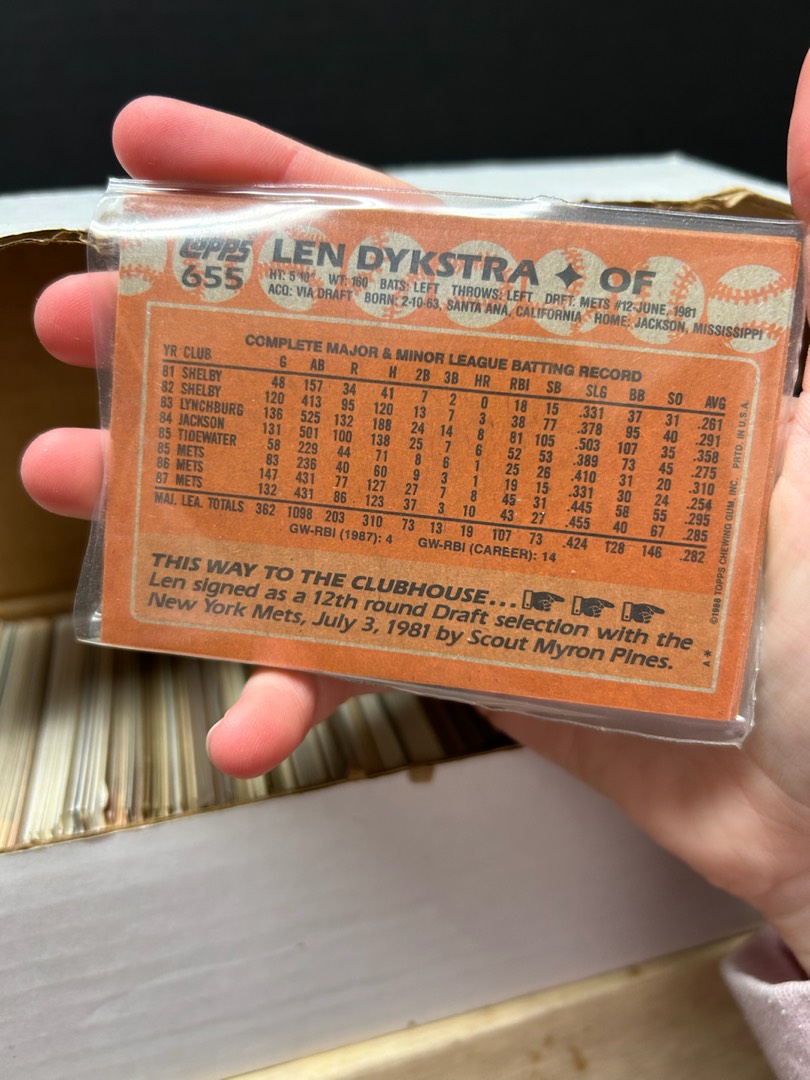 TOPPS
655
LEN DYKSTRA ✦ OF
HT: 5'10" WT: 160 BATS: LEFT THROWS: LEFT DRFT: METS #12-JUNE, 1981
ACQ: VIA DRAFT BORN: 2-10-63, SANTA ANA, CALIFORNIA HOME: JACKSON, MISSISSIPPI
COMPLETE MAJOR & MINOR LEAGUE BATTING RECORD
YR CLUB G AB R H 2B 3B HR RBI SB SLG BB SO AVG
81 SHELBY 48 157 34 41 7 2 0 18 15 .331 37 31 .261
82 SHELBY 120 413 95 120 13 7 3 38 77 .378 95 40 .291
83 LYNCHBURG 136 525 132 188 24 14 8 81 105 .503 107 35 .358
84 JACKSON 131 501 100 138 25 7 6 52 53 .389 73 45 .275
85 TIDEWATER 58 229 44 71 8 6 1 25 26 .410 31 20 .310
85 METS 83 236 40 60 9 3 1 19 15 .331 30 24 .254
86 METS 147 431 77 127 27 7 8 45 31 .445 58 55 .295
87 METS 132 431 86 123 37 3 10 43 27 .455 40 67 .285
MAJ. LEA. TOTALS 362 1098 203 310 73 13 19 107 73 .424 128 146 .282
GW-RBI (1987): 4 GW-RBI (CAREER): 14
THIS WAY TO THE CLUBHOUSE...
Len signed as a 12th round Draft selection with the
New York Mets, July 3, 1981 by Scout Myron Pines.
A*
©1988 TOPPS CHEWING GUM, INC. PRTD. IN U.S.A.